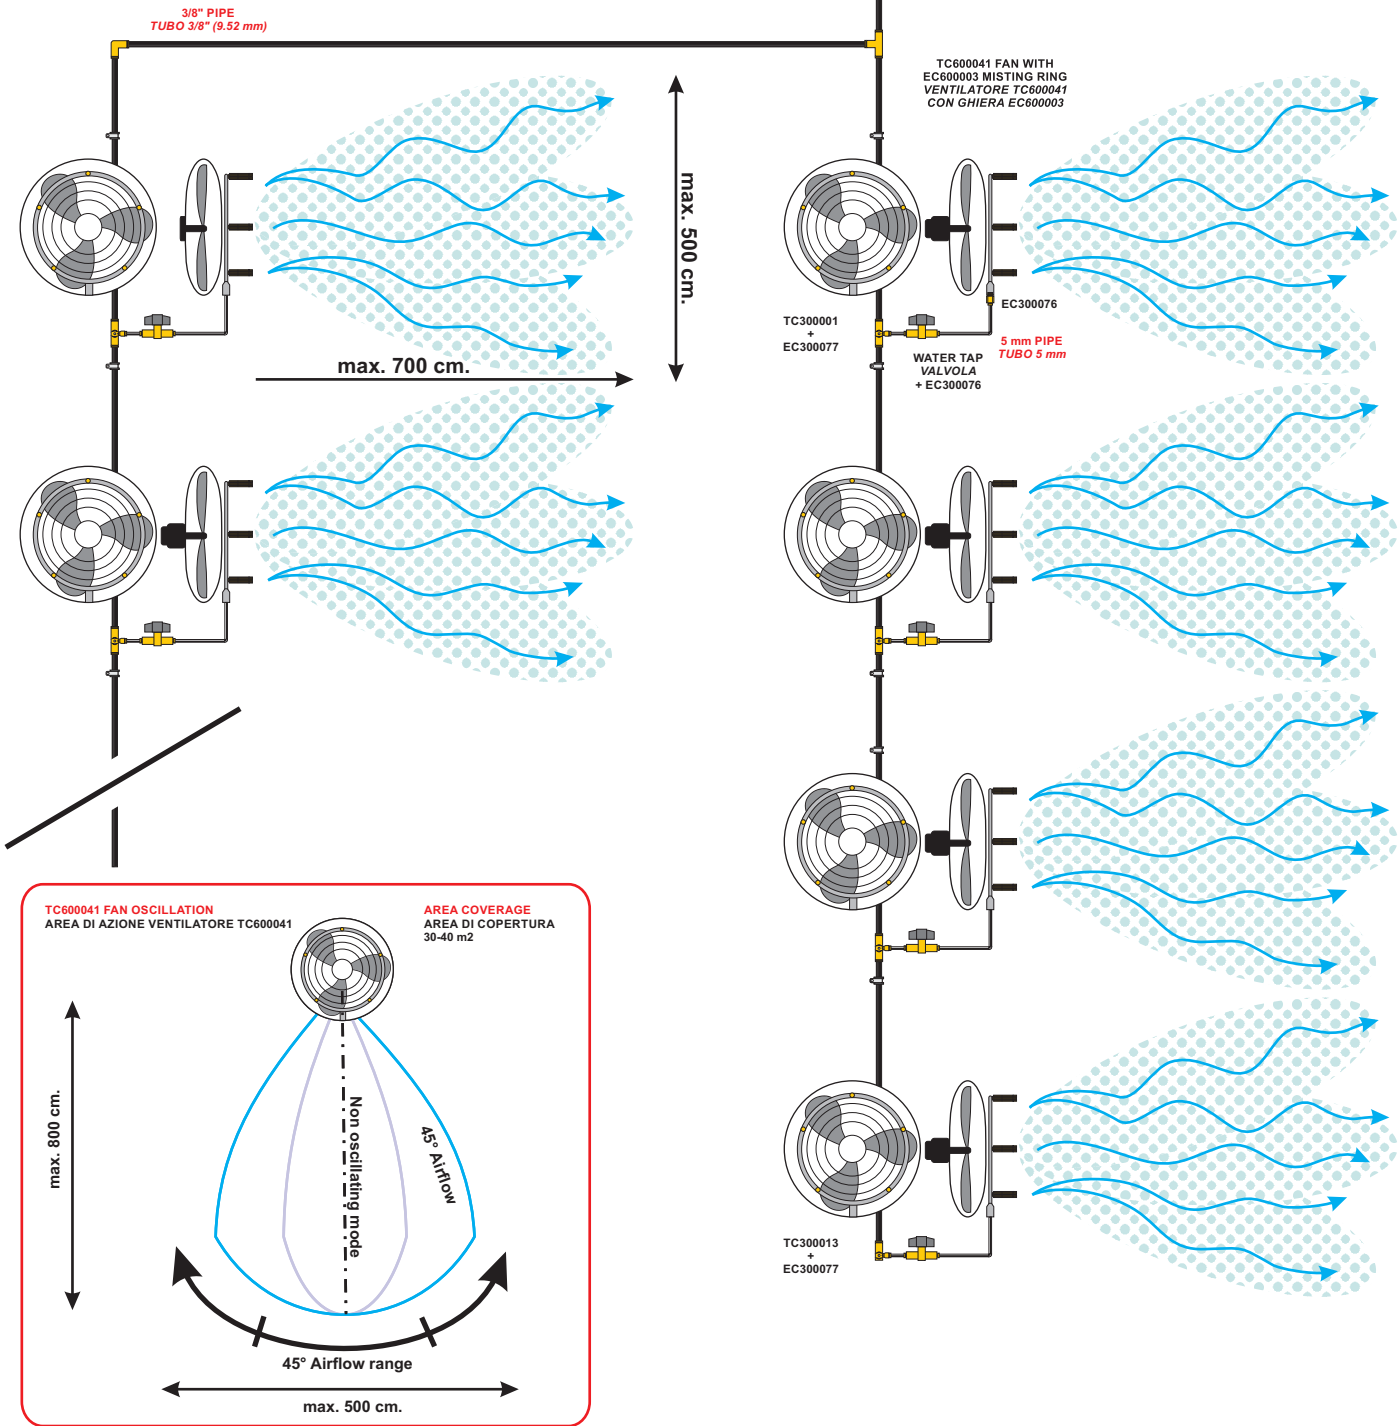 3/8" PIPE
TUBO 3/8" (9.52 mm)
TC600041 FAN WITH
EC600003 MISTING RING
VENTILATORE TC600041
CON GHIERA EC600003
max. 500 cm.
max. 700 cm.
EC300076
TC300001
+
EC300077
5 mm PIPE
TUBO 5 mm
WATER TAP
VALVOLA
+ EC300076
TC600041 FAN OSCILLATION
AREA DI AZIONE VENTILATORE TC600041
AREA COVERAGE
AREA DI COPERTURA
30-40 m2
max. 800 cm.
Non oscillating mode
45° Airflow
45° Airflow range
max. 500 cm.
TC300013
+
EC300077